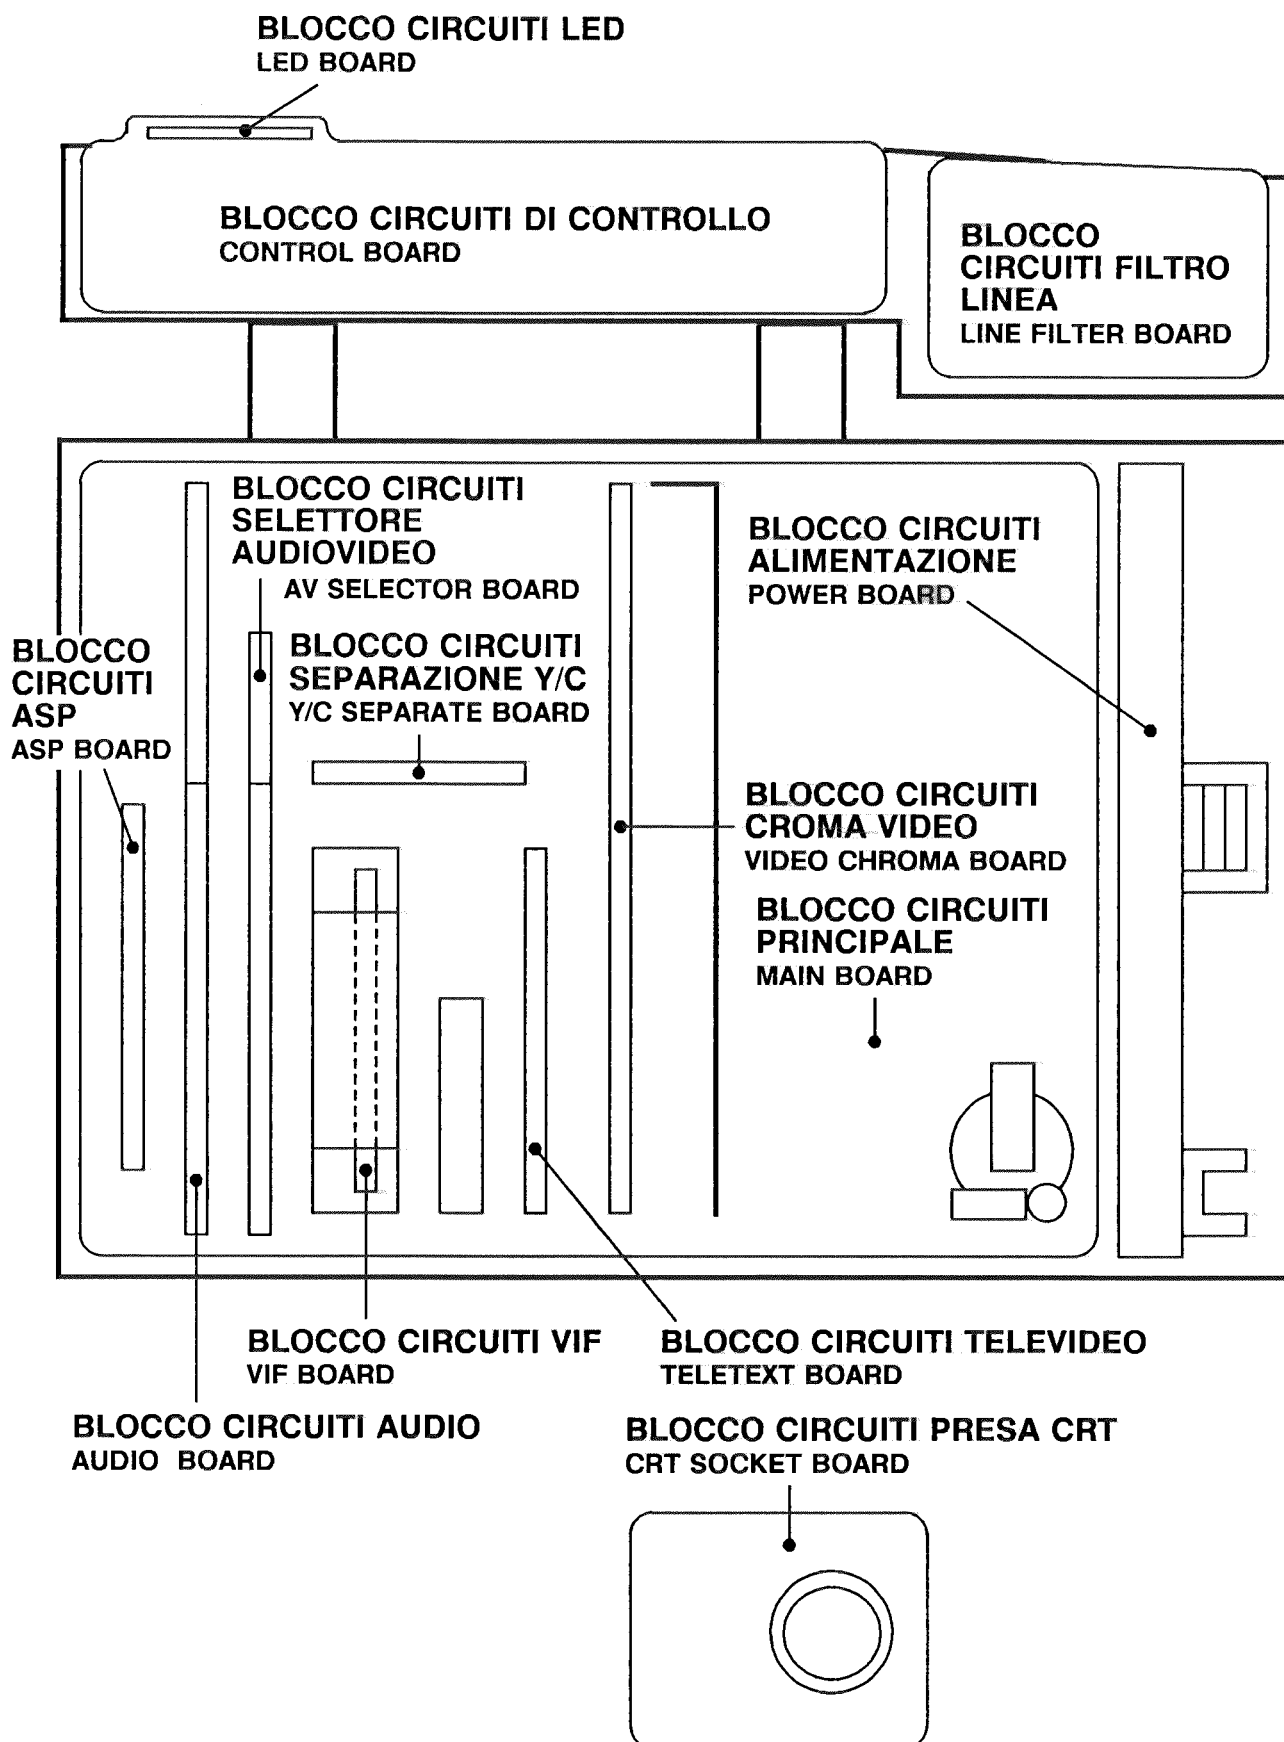 BLOCCO CIRCUITI LED
LED BOARD
BLOCCO CIRCUITI DI CONTROLLO
CONTROL BOARD
BLOCCO
CIRCUITI FILTRO
LINEA
LINE FILTER BOARD
BLOCCO CIRCUITI
SELETTORE
AUDIOVIDEO
AV SELECTOR BOARD
BLOCCO CIRCUITI
ALIMENTAZIONE
POWER BOARD
BLOCCO
CIRCUITI
ASP
ASP BOARD
BLOCCO CIRCUITI
SEPARAZIONE Y/C
Y/C SEPARATE BOARD
BLOCCO CIRCUITI
CROMA VIDEO
VIDEO CHROMA BOARD
BLOCCO CIRCUITI
PRINCIPALE
MAIN BOARD
BLOCCO CIRCUITI VIF
VIF BOARD
BLOCCO CIRCUITI TELEVIDEO
TELETEXT BOARD
BLOCCO CIRCUITI AUDIO
AUDIO BOARD
BLOCCO CIRCUITI PRESA CRT
CRT SOCKET BOARD